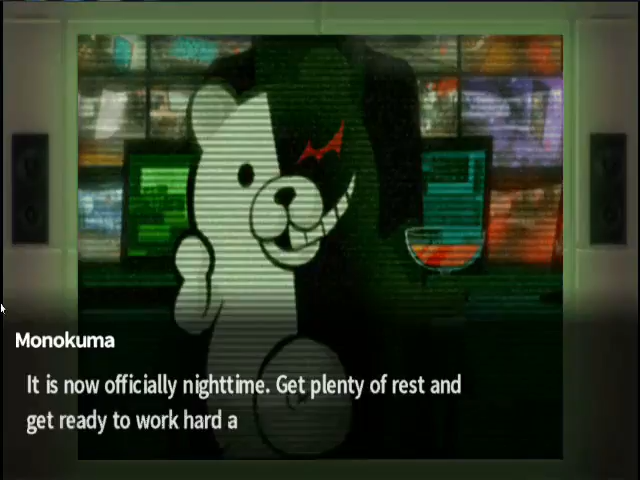 Monokuma
It is now officially nighttime. Get plenty of rest and
get ready to work hard a